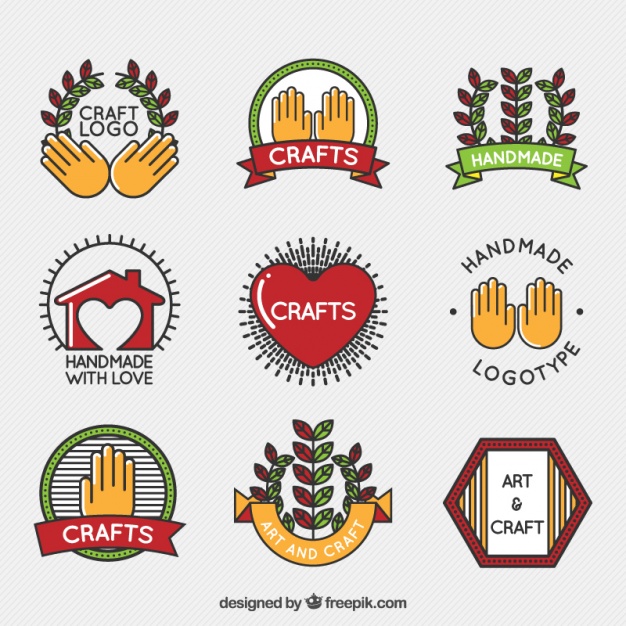 CRAFT
LOGO
CRAFTS
HANDMADE
HANDMADE
WITH LOVE
CRAFTS
HANDMADE
LOGOTYPE
CRAFTS
ART AND CRAFT
ART
&
CRAFT
designed by freepik.com